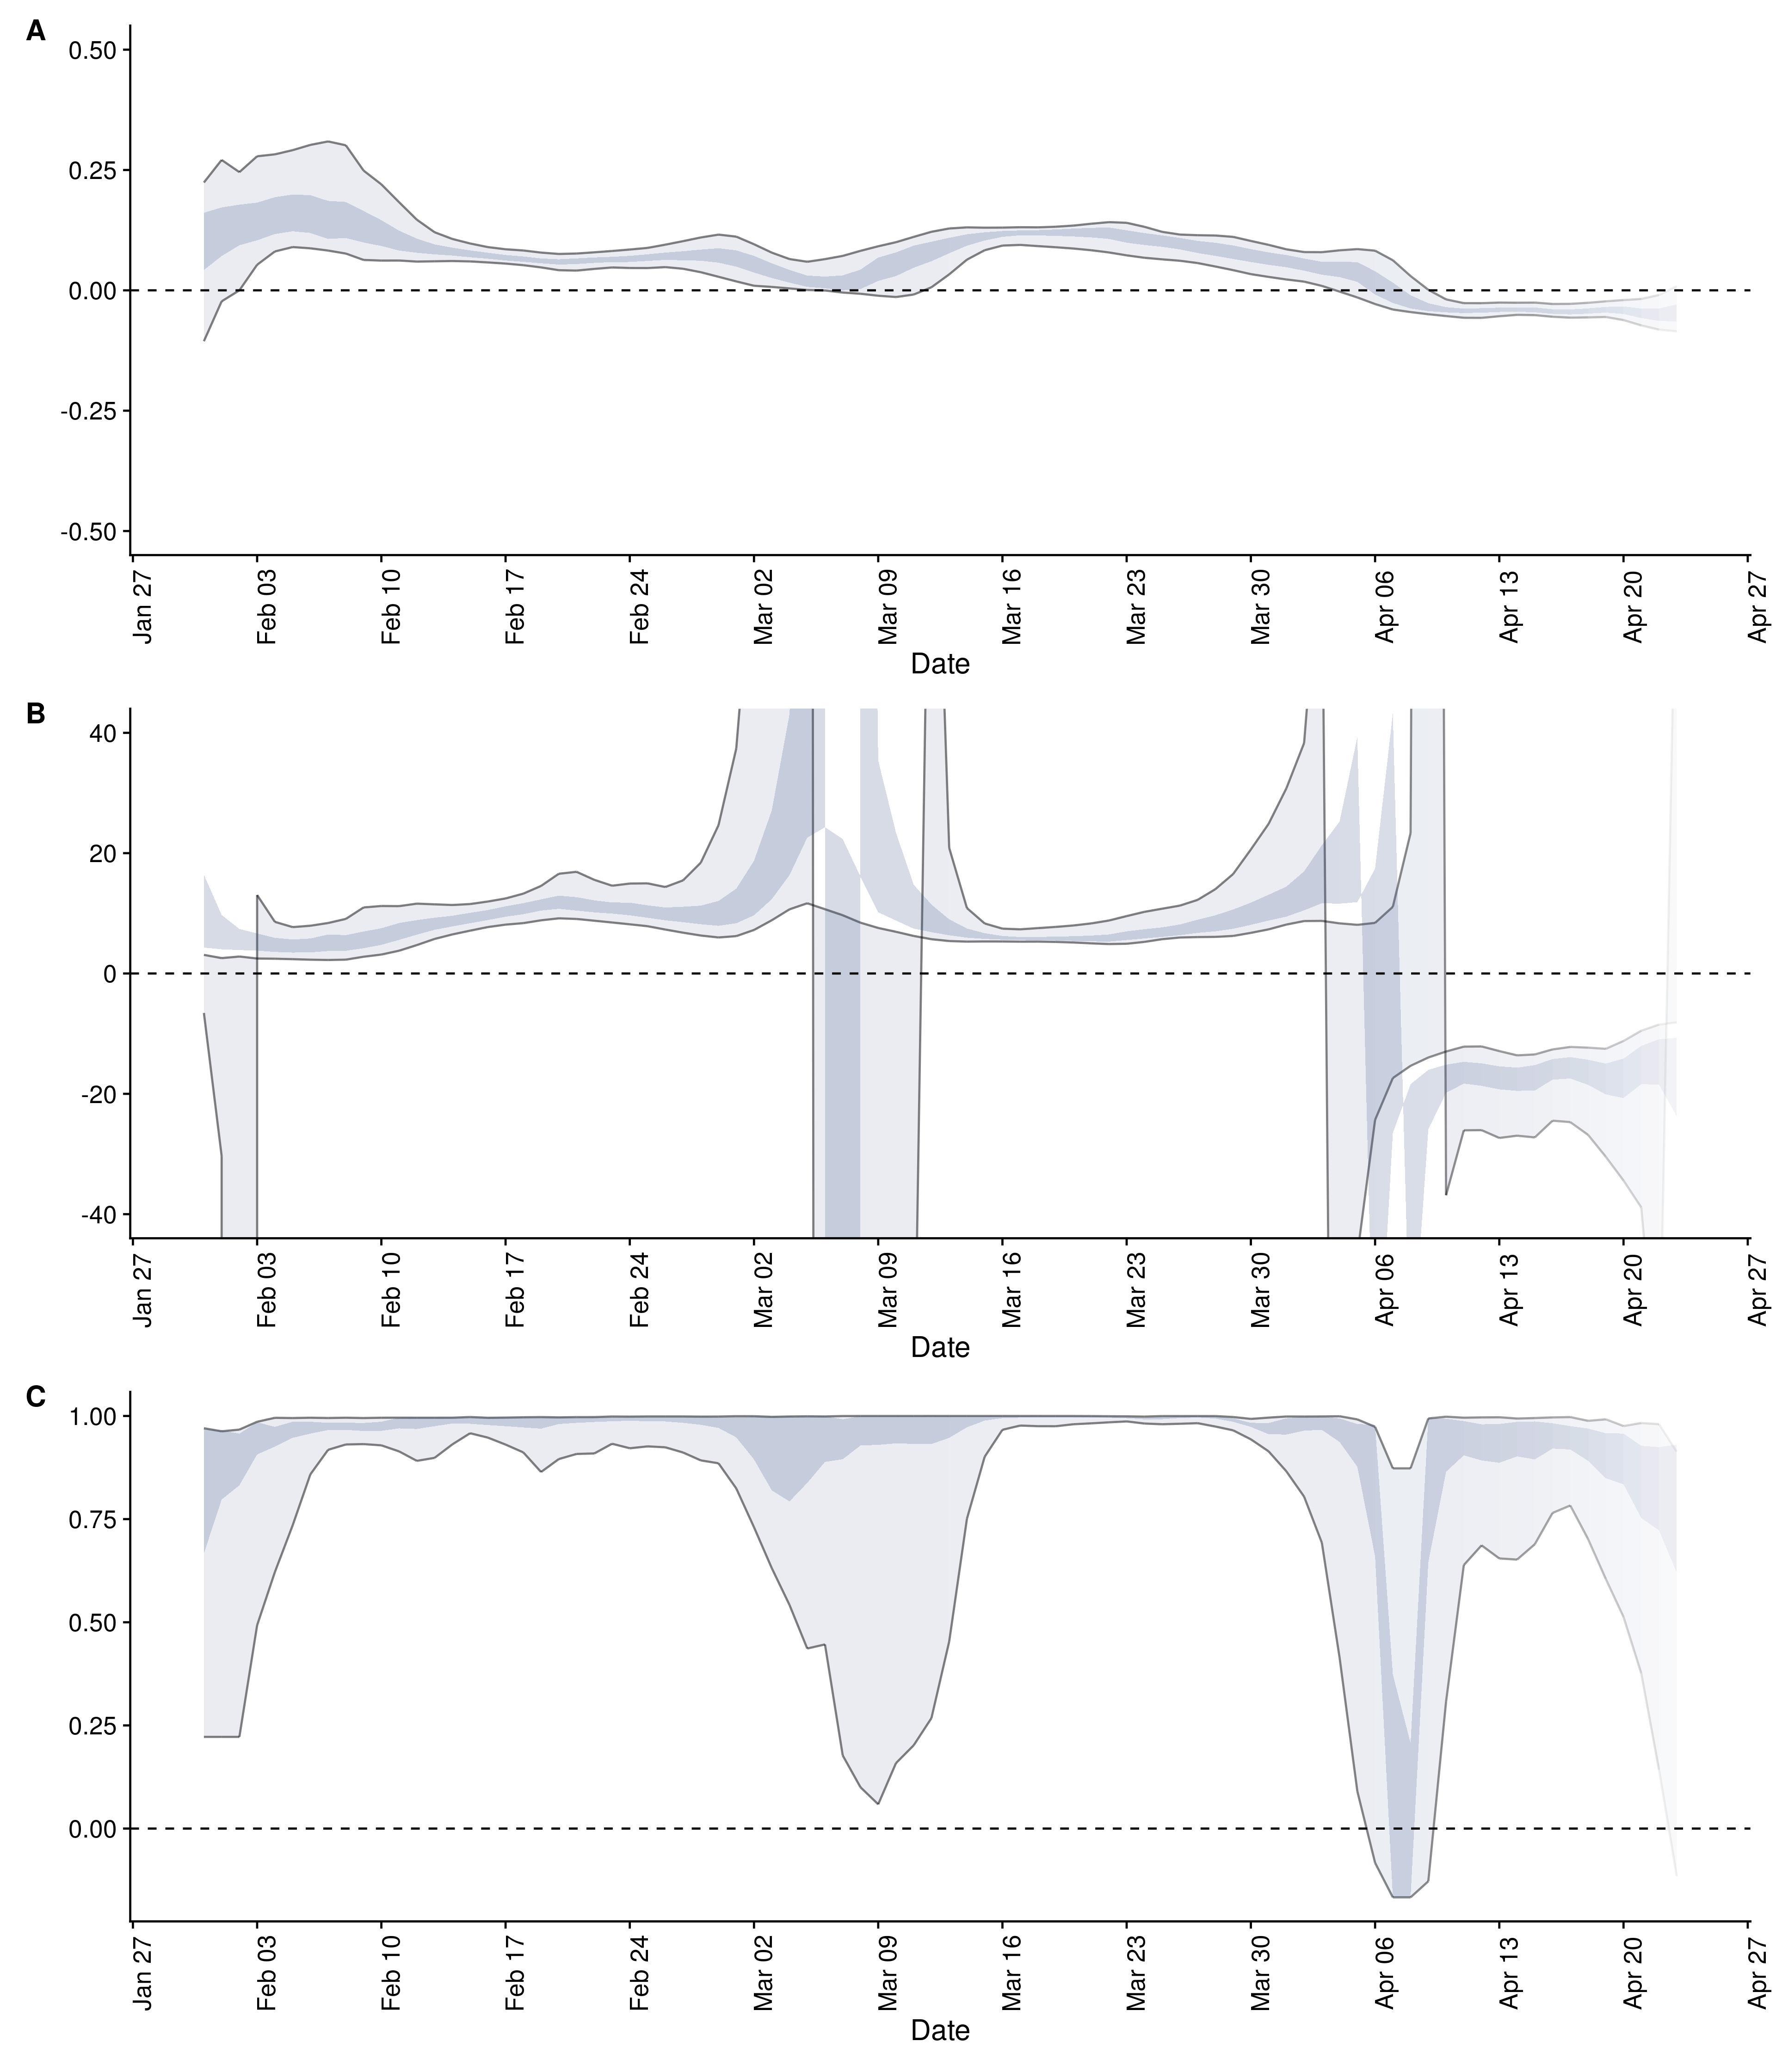 A
0.50
0.25
0.00
-0.25
-0.50
Jan 27
Feb 03
Feb 10
Feb 17
Feb 24
Mar 02
Mar 09
Mar 16
Mar 23
Mar 30
Apr 06
Apr 13
Apr 20
Apr 27
Date
B
40
20
0
-20
-40
Jan 27
Feb 03
Feb 10
Feb 17
Feb 24
Mar 02
Mar 09
Mar 16
Mar 23
Mar 30
Apr 06
Apr 13
Apr 20
Apr 27
Date
C
1.00
0.75
0.50
0.25
0.00
Jan 27
Feb 03
Feb 10
Feb 17
Feb 24
Mar 02
Mar 09
Mar 16
Mar 23
Mar 30
Apr 06
Apr 13
Apr 20
Apr 27
Date